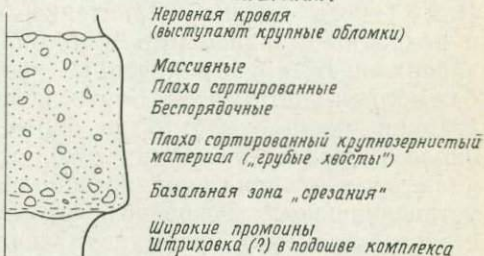 Неровная кровля
(выступают крупные обломки)
Массивные
Плохо сортированные
Беспорядочные
Плохо сортированный крупнозернистый
материал („грубые хвосты")
Базальная зона „срезания"
Широкие промоины
Штриховка (?) в подошве комплекса